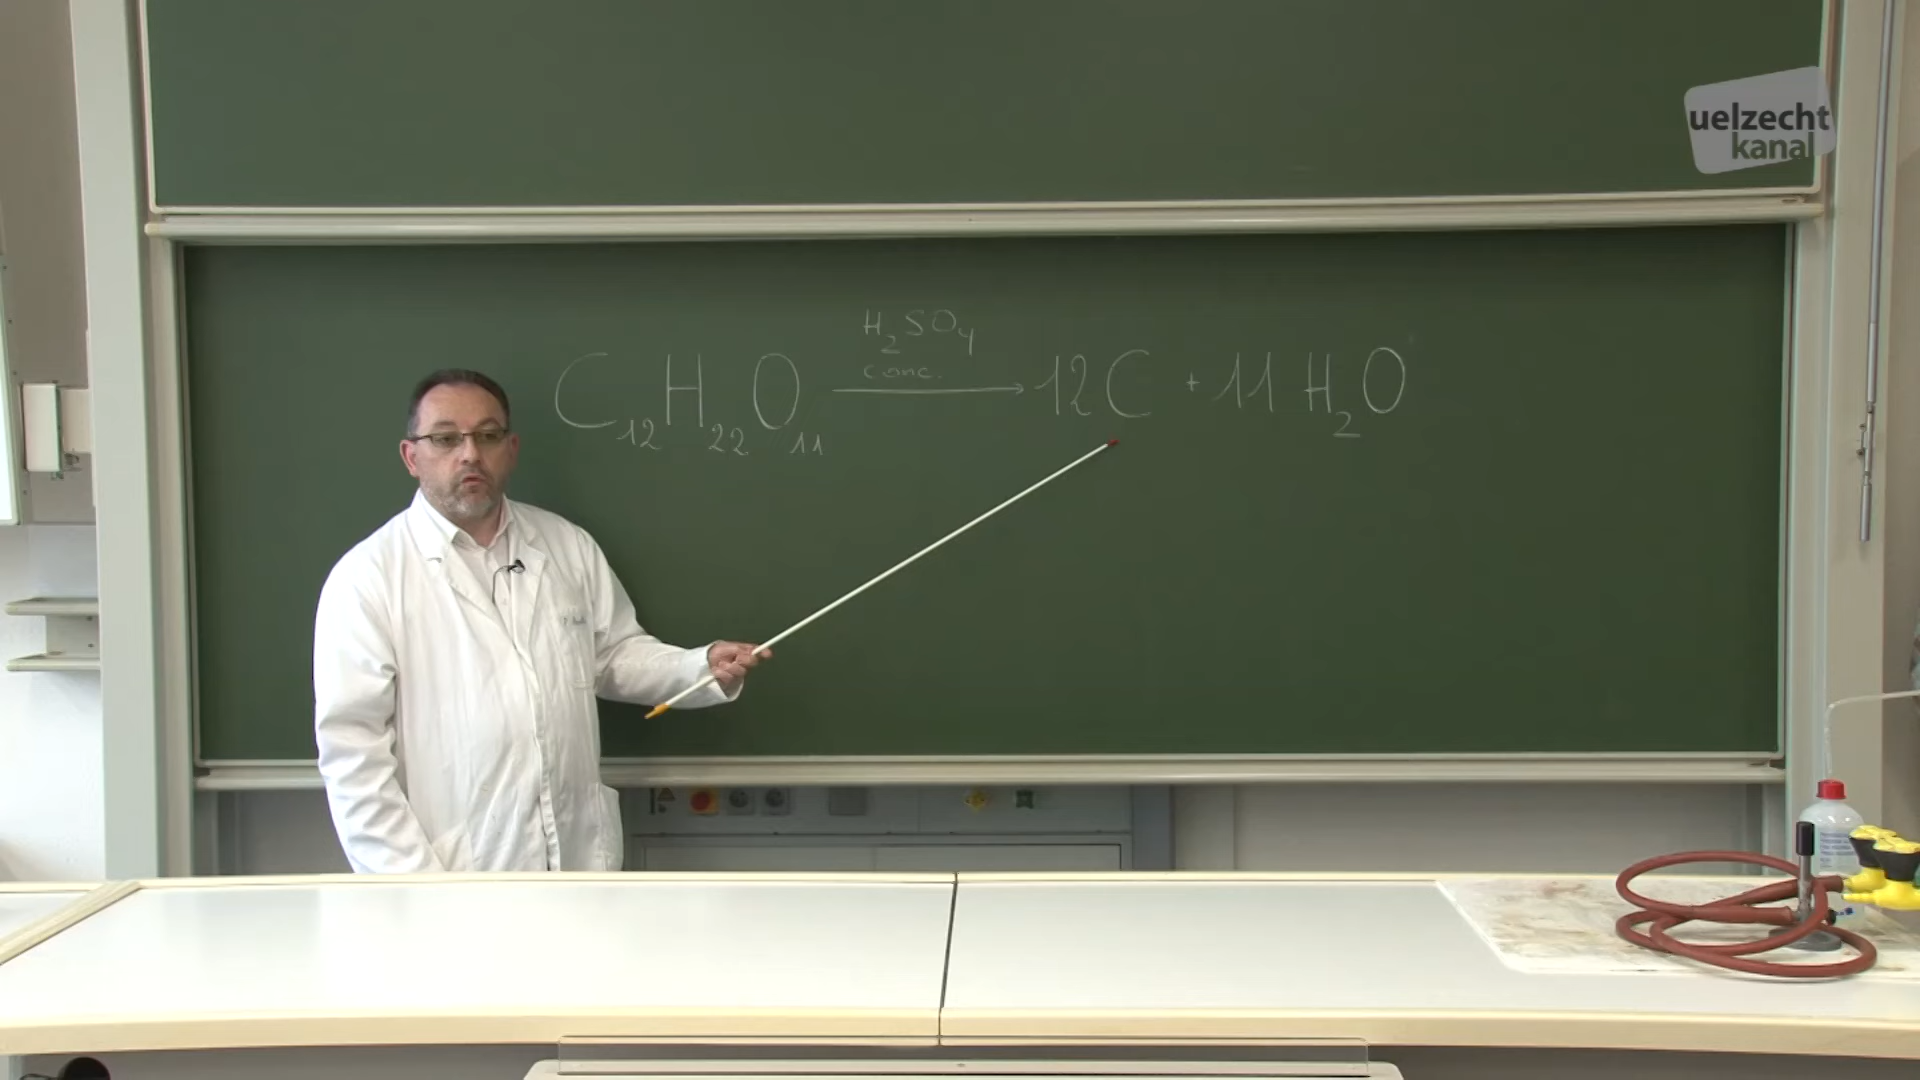 uelzecht
kanal
H₂SO₄
conc.
C₁₂H₂₂O₁₁ → 12C + 11 H₂O